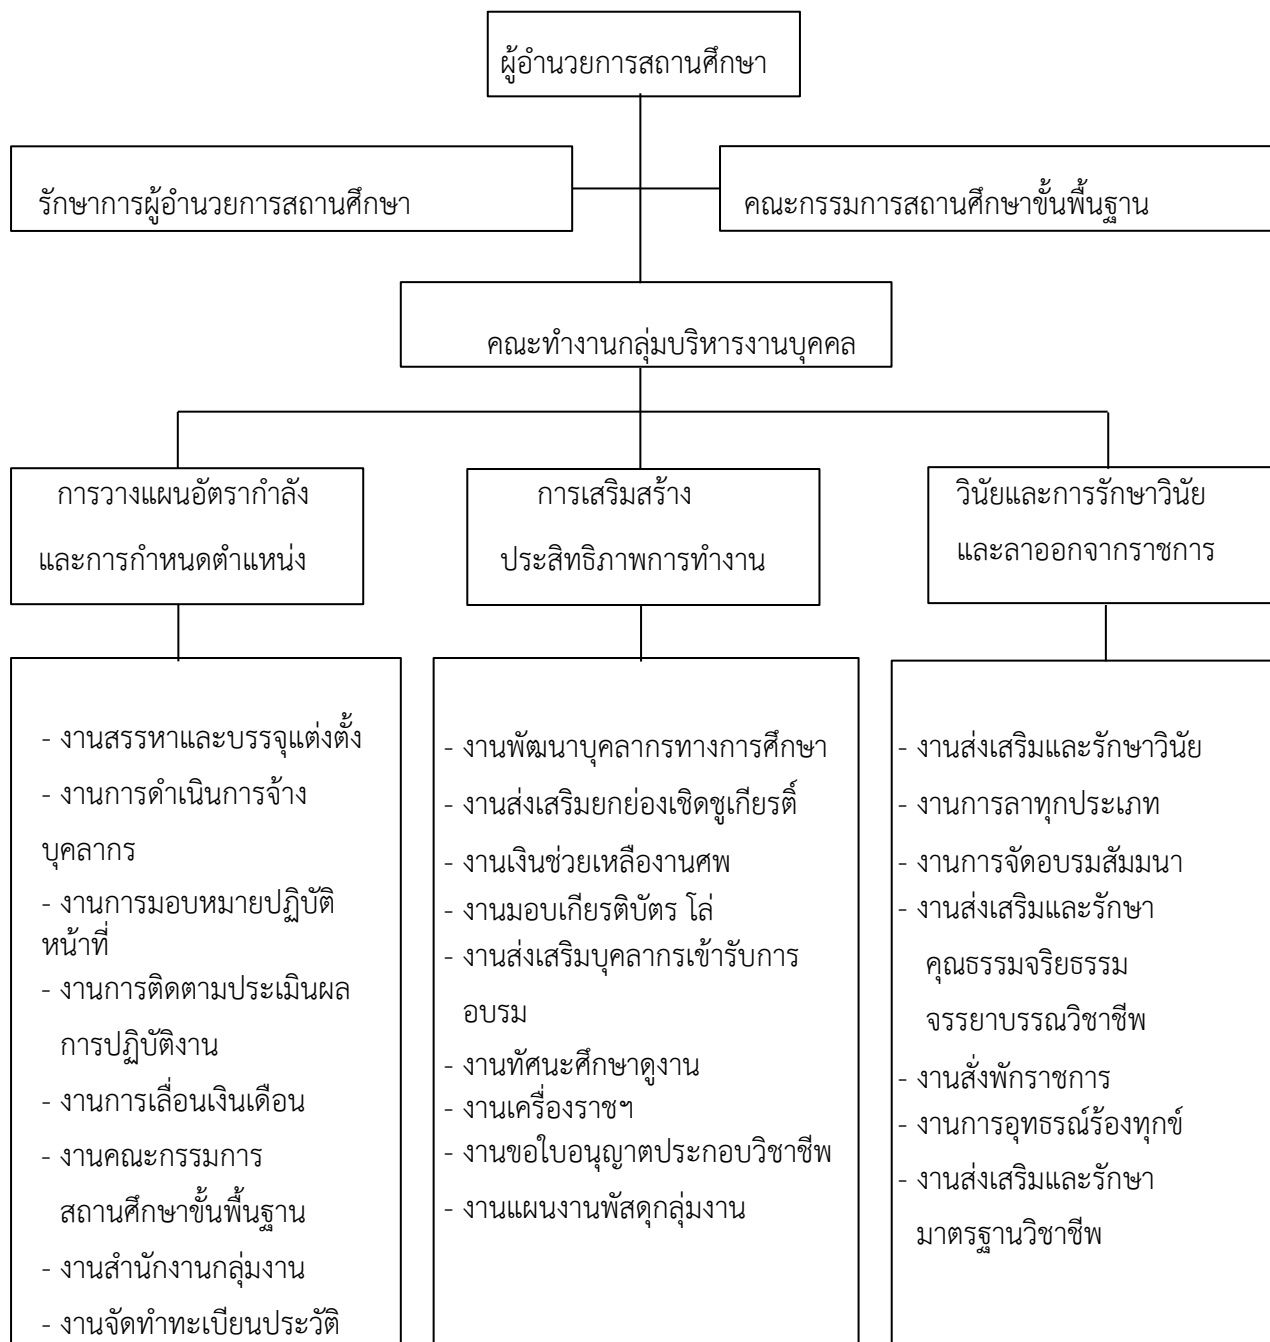 ผู้อำนวยการสถานศึกษา
รักษาการผู้อำนวยการสถานศึกษา
คณะกรรมการสถานศึกษาขั้นพื้นฐาน
คณะทำงานกลุ่มบริหารงานบุคคล
การวางแผนอัตรากำลัง
และการกำหนดตำแหน่ง
การเสริมสร้าง
ประสิทธิภาพการทำงาน
วินัยและการรักษาวินัย
และลาออกจากราชการ
- งานสรรหาและบรรจุแต่งตั้ง
- งานการดำเนินการจ้าง
บุคลากร
- งานการมอบหมายปฏิบัติ
หน้าที่
- งานการติดตามประเมินผล
การปฏิบัติงาน
- งานการเลื่อนเงินเดือน
- งานคณะกรรมการ
สถานศึกษาขั้นพื้นฐาน
- งานสำนักงานกลุ่มงาน
- งานจัดทำทะเบียนประวัติ
- งานพัฒนาบุคลากรทางการศึกษา
- งานส่งเสริมยกย่องเชิดชูเกียรติ์
- งานเงินช่วยเหลืองานศพ
- งานมอบเกียรติบัตร โล่
- งานส่งเสริมบุคลากรเข้ารับการ
อบรม
- งานทัศนะศึกษาดูงาน
- งานเครื่องราชฯ
- งานขอใบอนุญาตประกอบวิชาชีพ
- งานแผนงานพัสดุกลุ่มงาน
- งานส่งเสริมและรักษาวินัย
- งานการลาทุกประเภท
- งานการจัดอบรมสัมมนา
- งานส่งเสริมและรักษา
คุณธรรมจริยธรรม
จรรยาบรรณวิชาชีพ
- งานสั่งพักราชการ
- งานการอุทธรณ์ร้องทุกข์
- งานส่งเสริมและรักษา
มาตรฐานวิชาชีพ